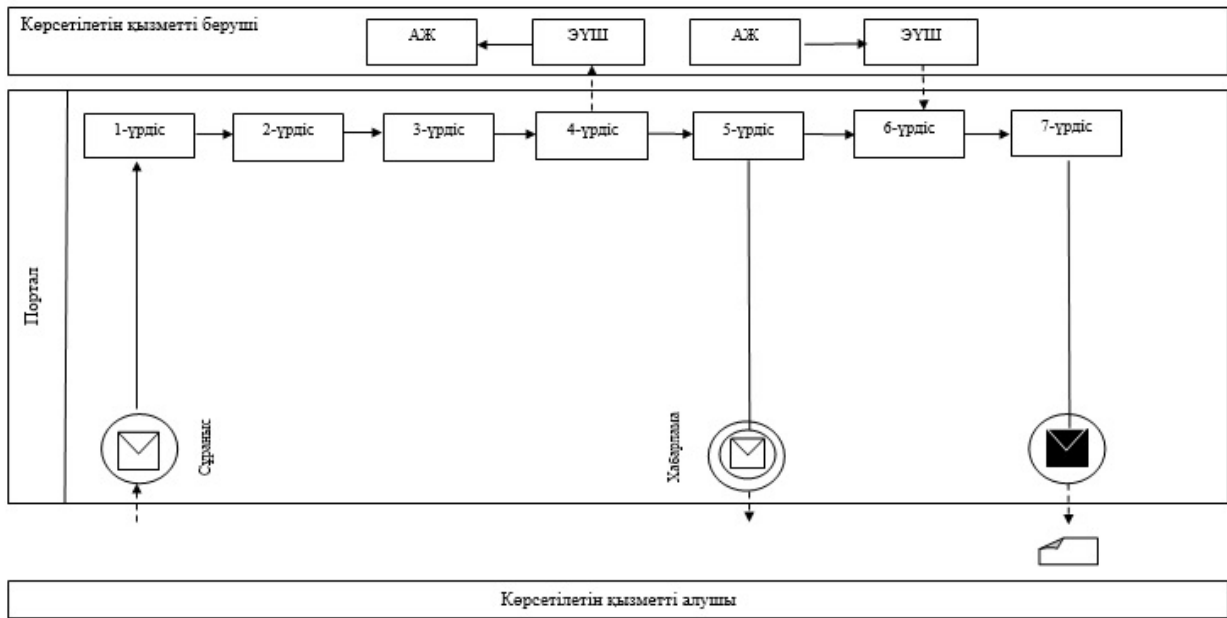 Көрсетілетін қызметті беруші
АЖ
ЭҮШ
АЖ
ЭҮШ
Портал
1-үрдіс
2-үрдіс
3-үрдіс
4-үрдіс
5-үрдіс
6-үрдіс
7-үрдіс
Сұраныс
Хабарлама
Көрсетілетін қызметті алушы